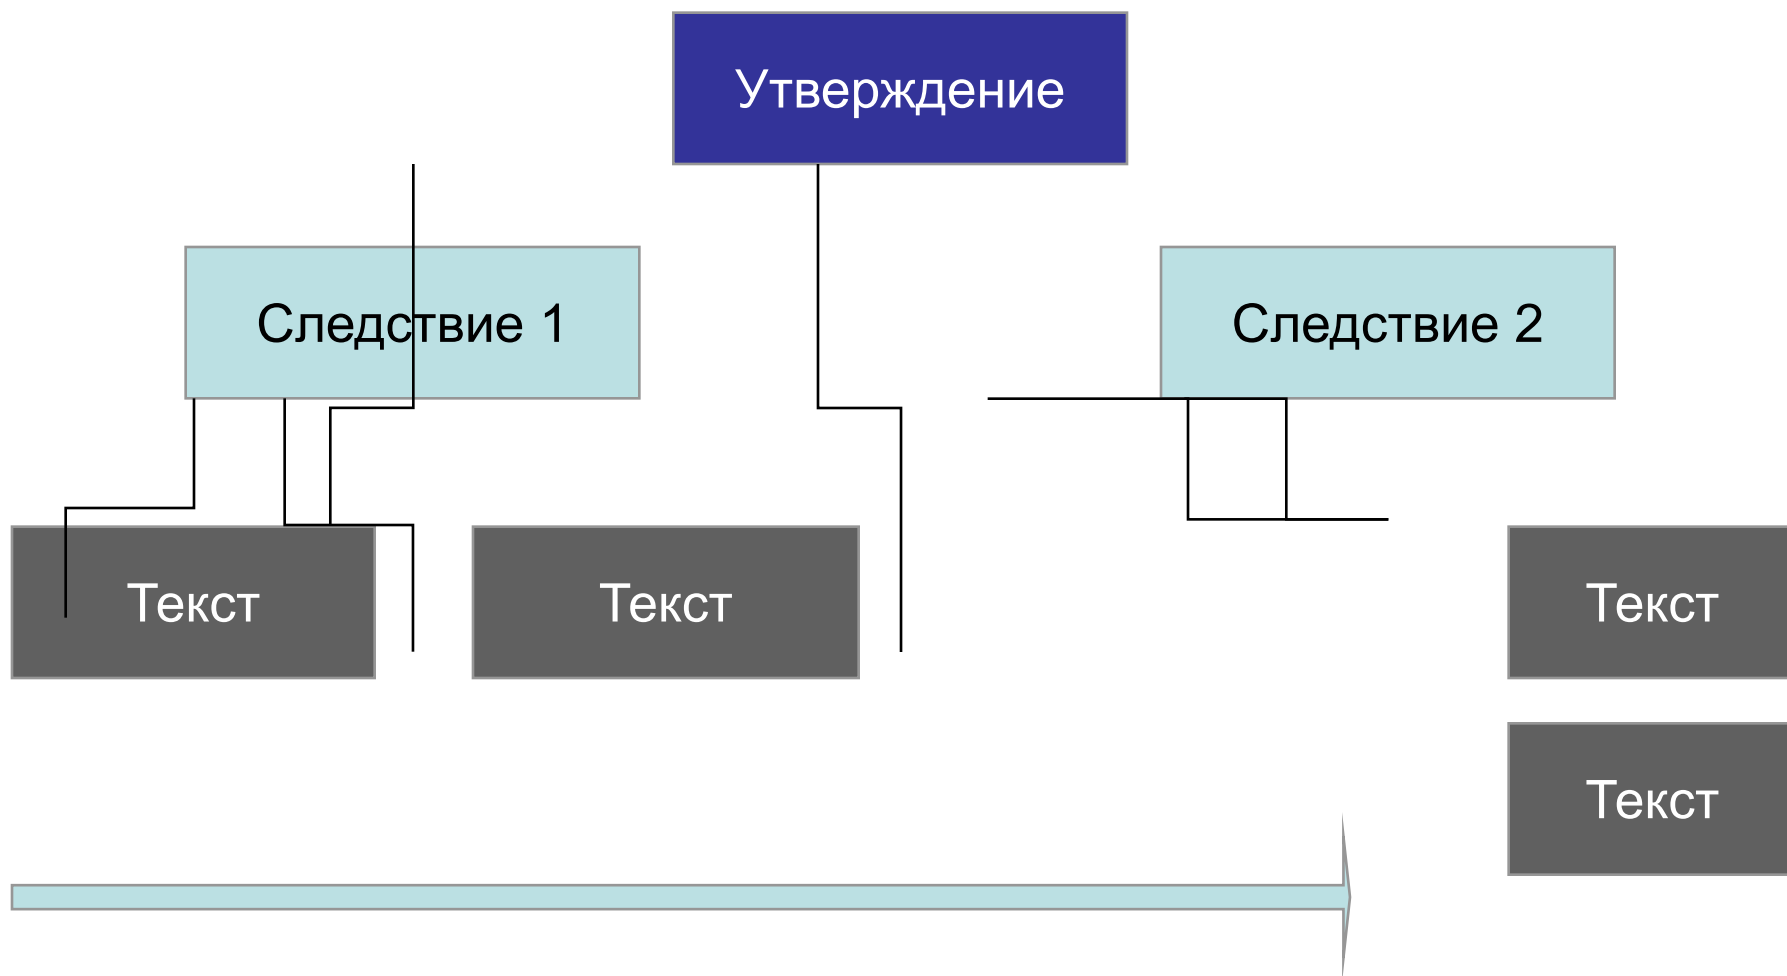 Утверждение
Следствие 1
Следствие 2
Текст
Текст
Текст
Текст